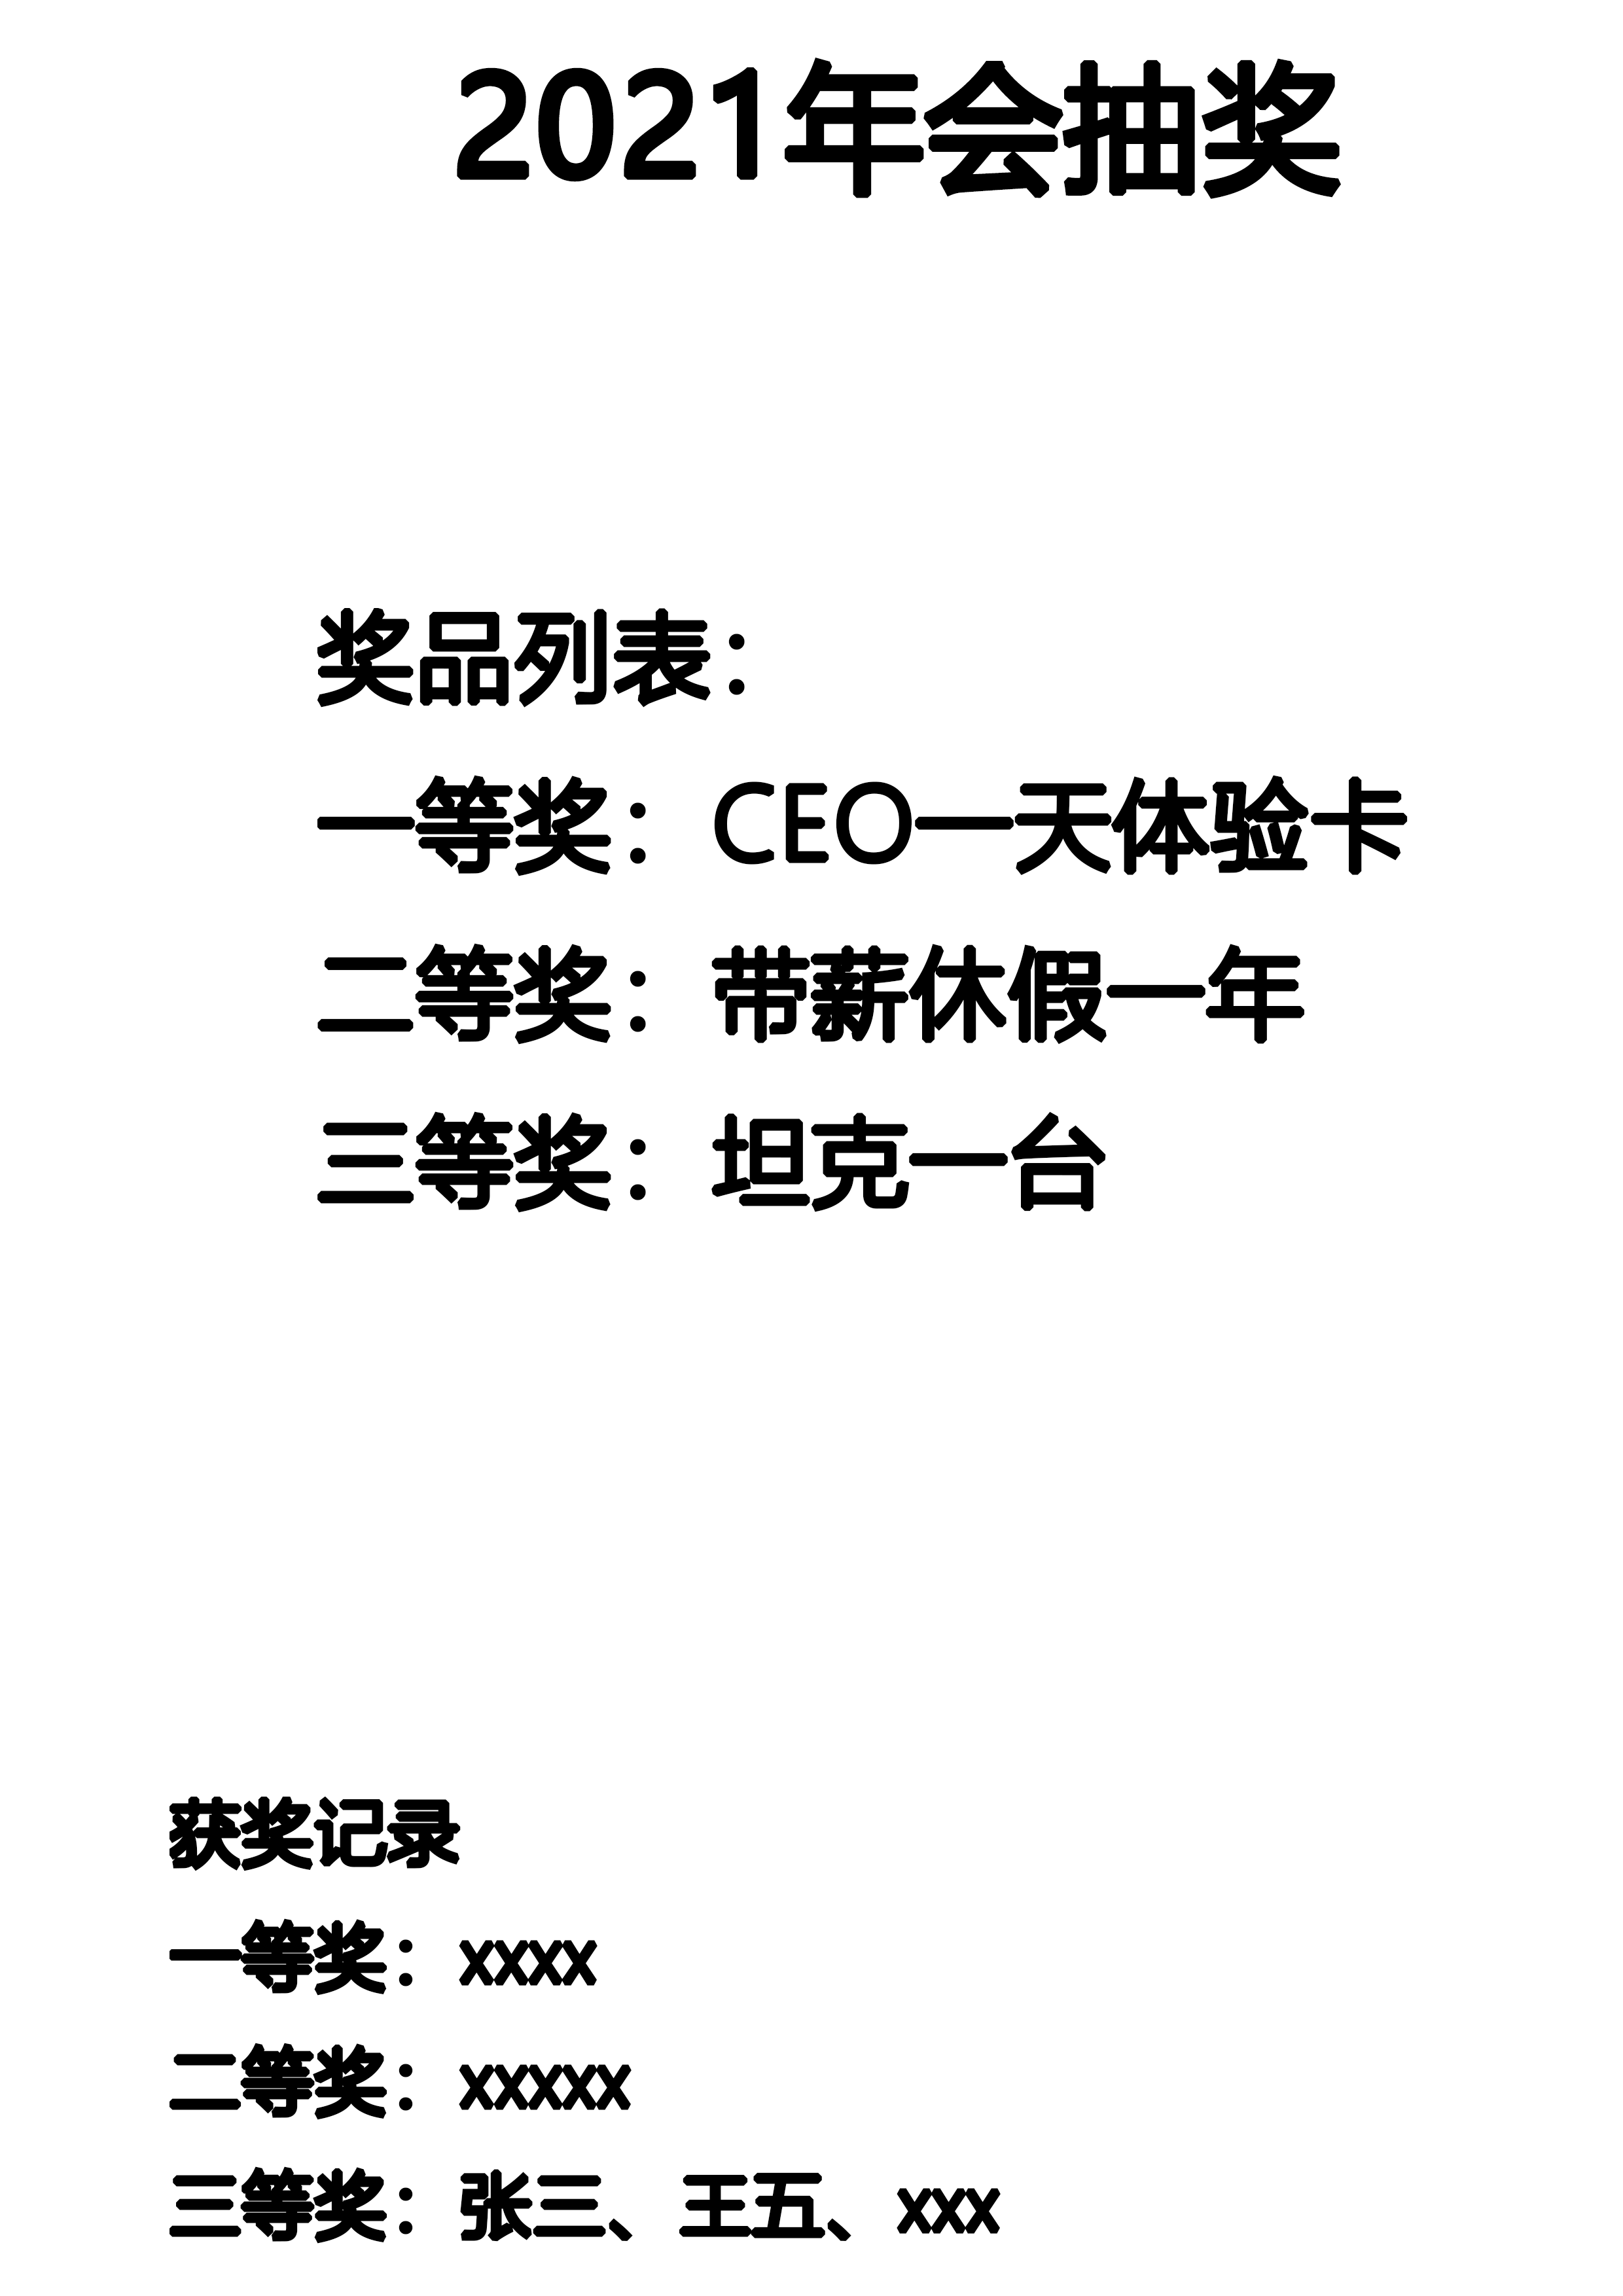 2021年会抽奖
奖品列表：
一等奖：CEO一天体验卡
二等奖：带薪休假一年
三等奖：坦克一台
获奖记录
一等奖：xxxx
二等奖：xxxxx
三等奖：张三、王五、xxx